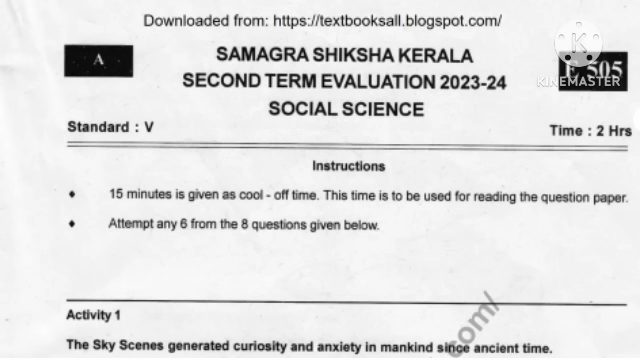 Downloaded from: https://textbooksall.blogspot.com/
A
SAMAGRA SHIKSHA KERALA
SECOND TERM EVALUATION 2023-24
SOCIAL SCIENCE
E 505
KINEMASTER
Standard : V
Time : 2 Hrs
Instructions
• 15 minutes is given as cool - off time. This time is to be used for reading the question paper.
• Attempt any 6 from the 8 questions given below.
Activity 1
The Sky Scenes generated curiosity and anxiety in mankind since ancient time.
com/